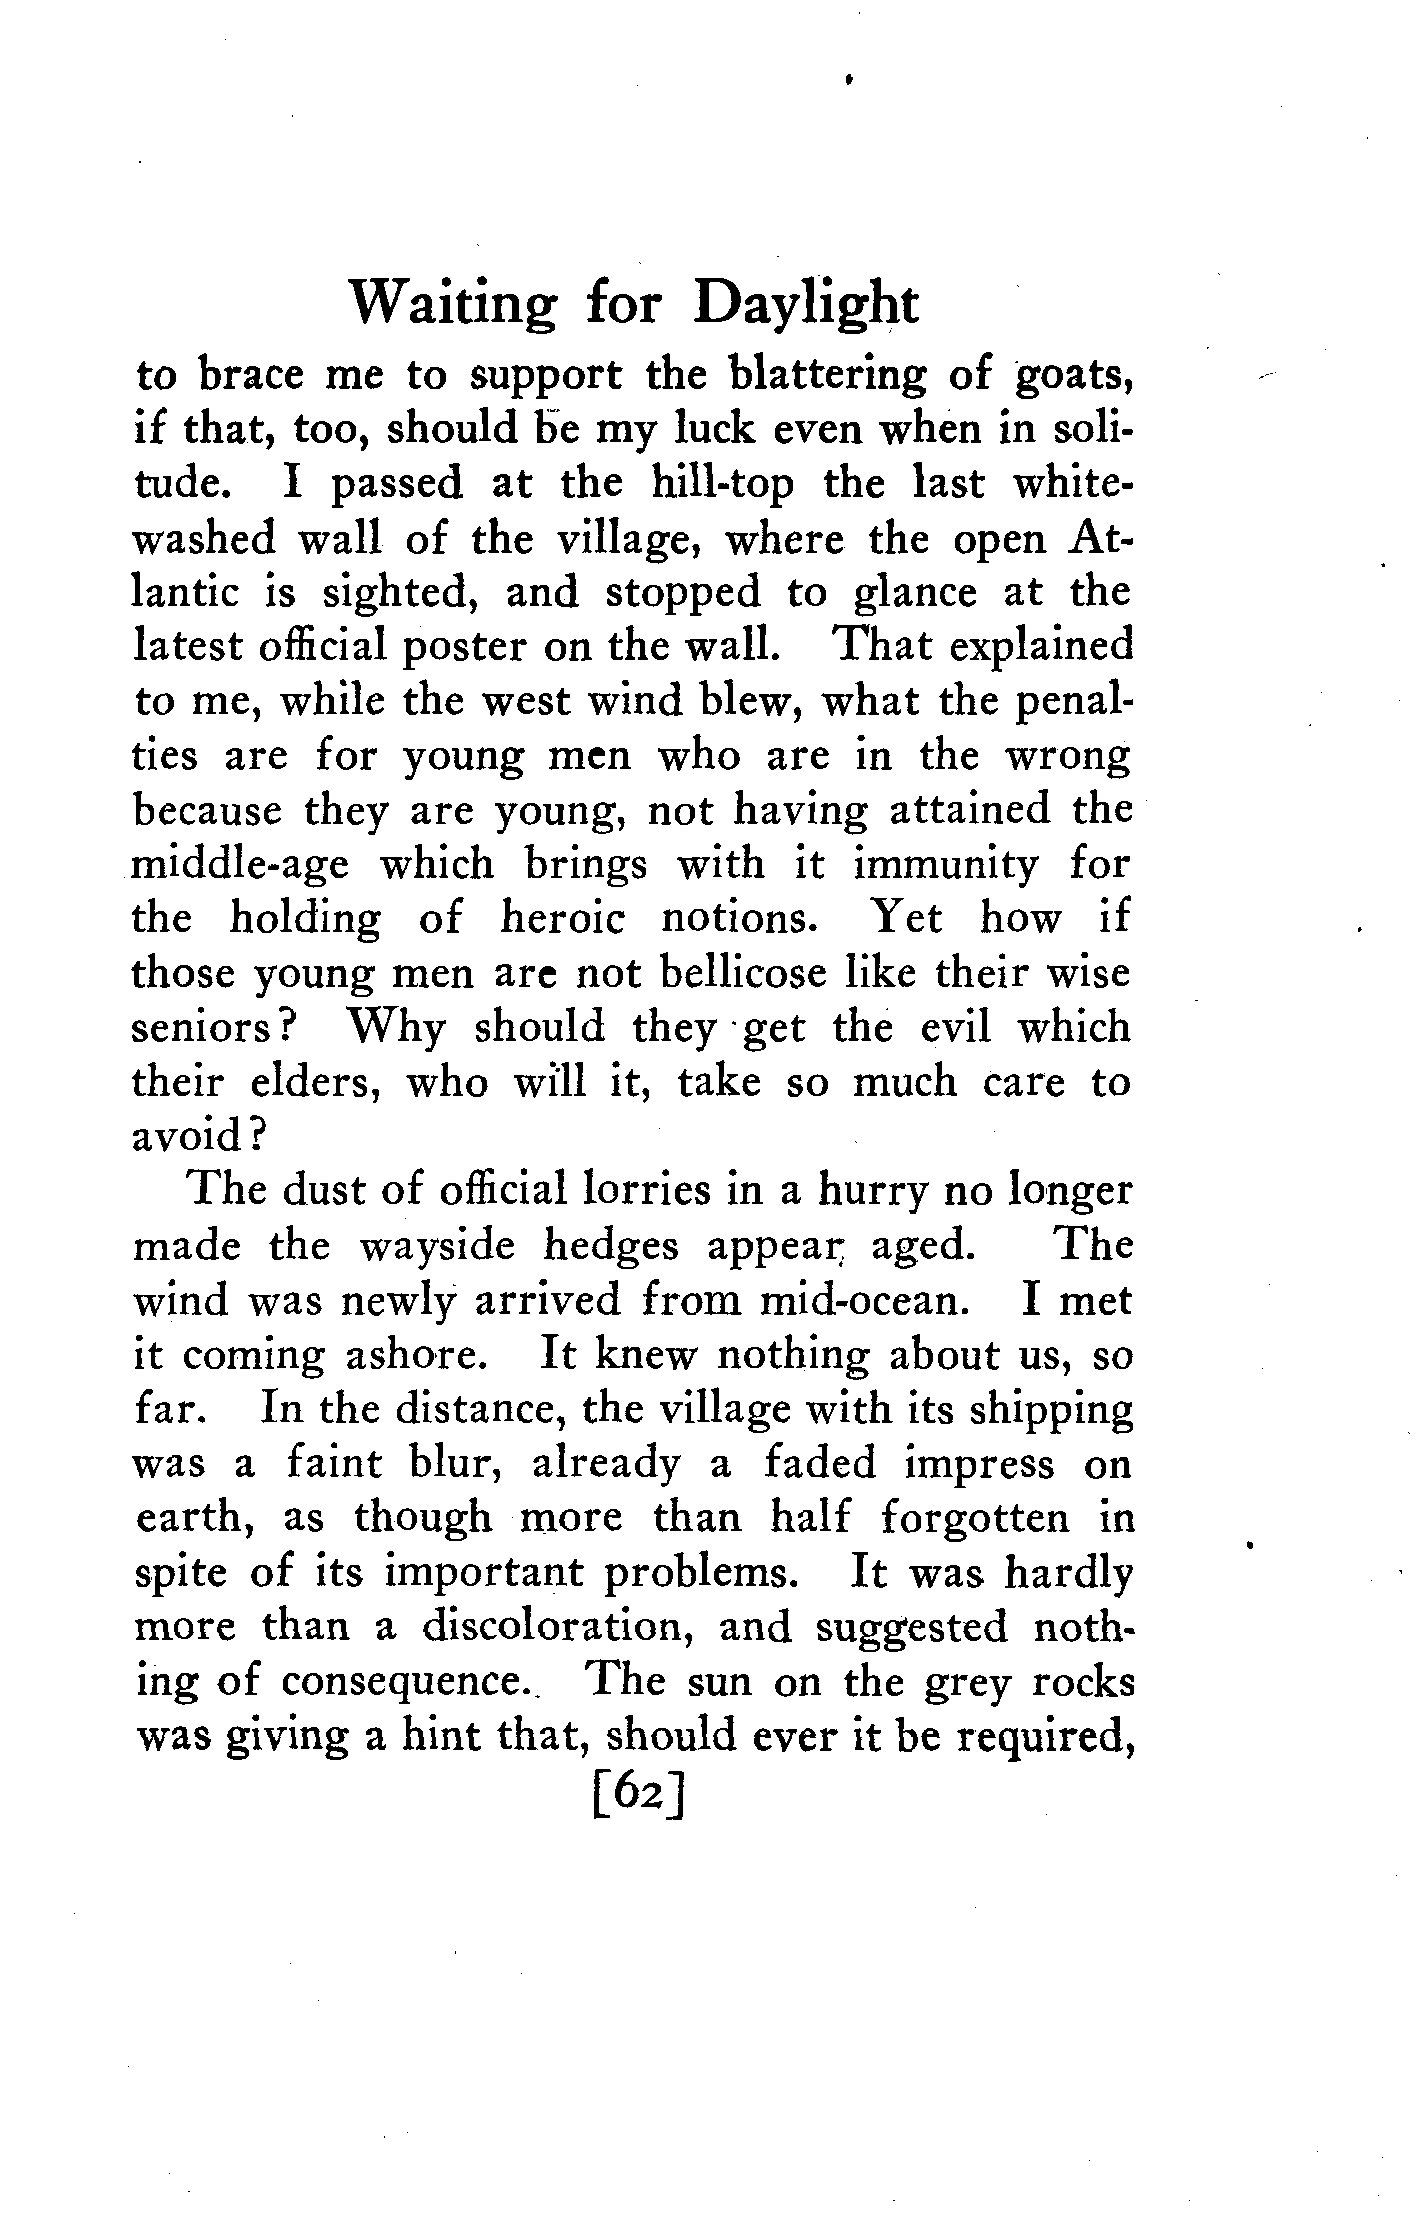 Waiting for Daylight
to brace me to support the blattering of goats,
if that, too, should be my luck even when in soli-
tude. I passed at the hill-top the last white-
washed wall of the village, where the open At-
lantic is sighted, and stopped to glance at the
latest official poster on the wall. That explained
to me, while the west wind blew, what the penal-
ties are for young men who are in the wrong
because they are young, not having attained the
middle-age which brings with it immunity for
the holding of heroic notions. Yet how if
those young men are not bellicose like their wise
seniors? Why should they get the evil which
their elders, who will it, take so much care to
avoid?
The dust of official lorries in a hurry no longer
made the wayside hedges appear aged. The
wind was newly arrived from mid-ocean. I met
it coming ashore. It knew nothing about us, so
far. In the distance, the village with its shipping
was a faint blur, already a faded impress on
earth, as though more than half forgotten in
spite of its important problems. It was hardly
more than a discoloration, and suggested noth-
ing of consequence. The sun on the grey rocks
was giving a hint that, should ever it be required,
[62]